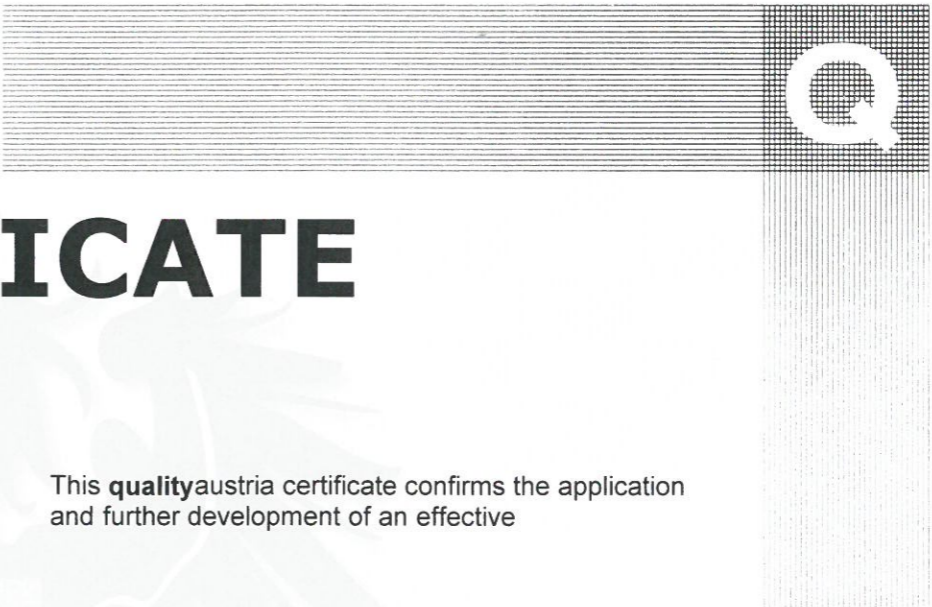 Q
ICATE
This qualityaustria certificate confirms the application
and further development of an effective